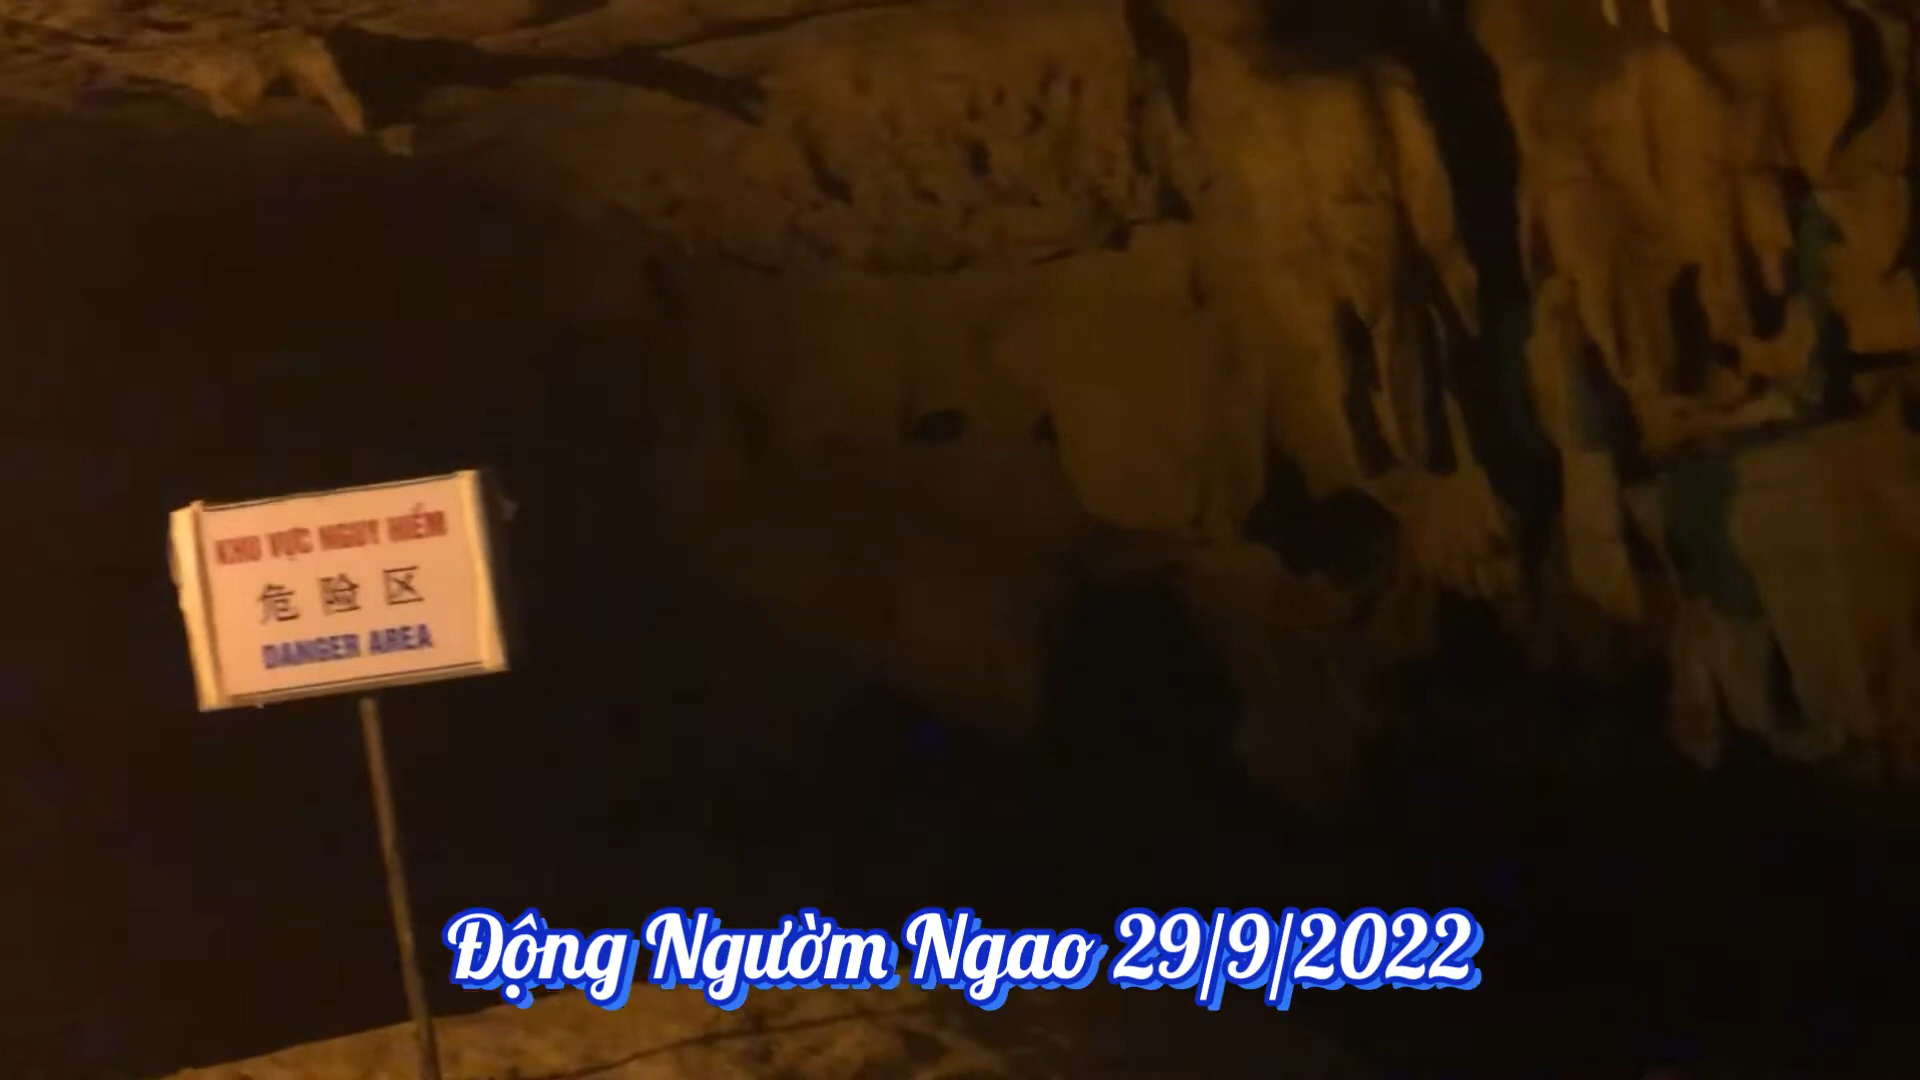 KHU VỰC NGUY HIỂM
危险区
DANGER AREA
Động Ngườm Ngao 29/9/2022